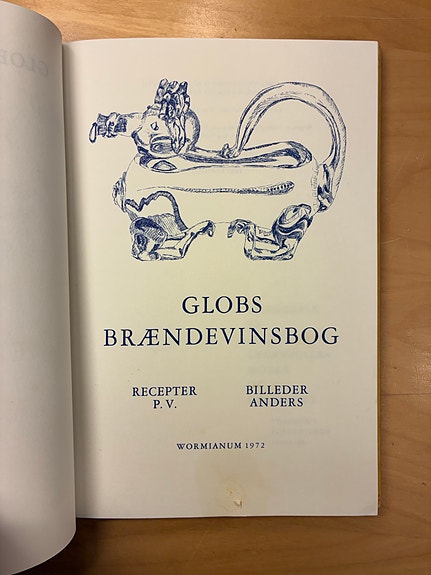 GLOBS
BRÆNDEVINSBOG
RECEPTER
P. V.
BILLEDER
ANDERS
WORMIANUM 1972